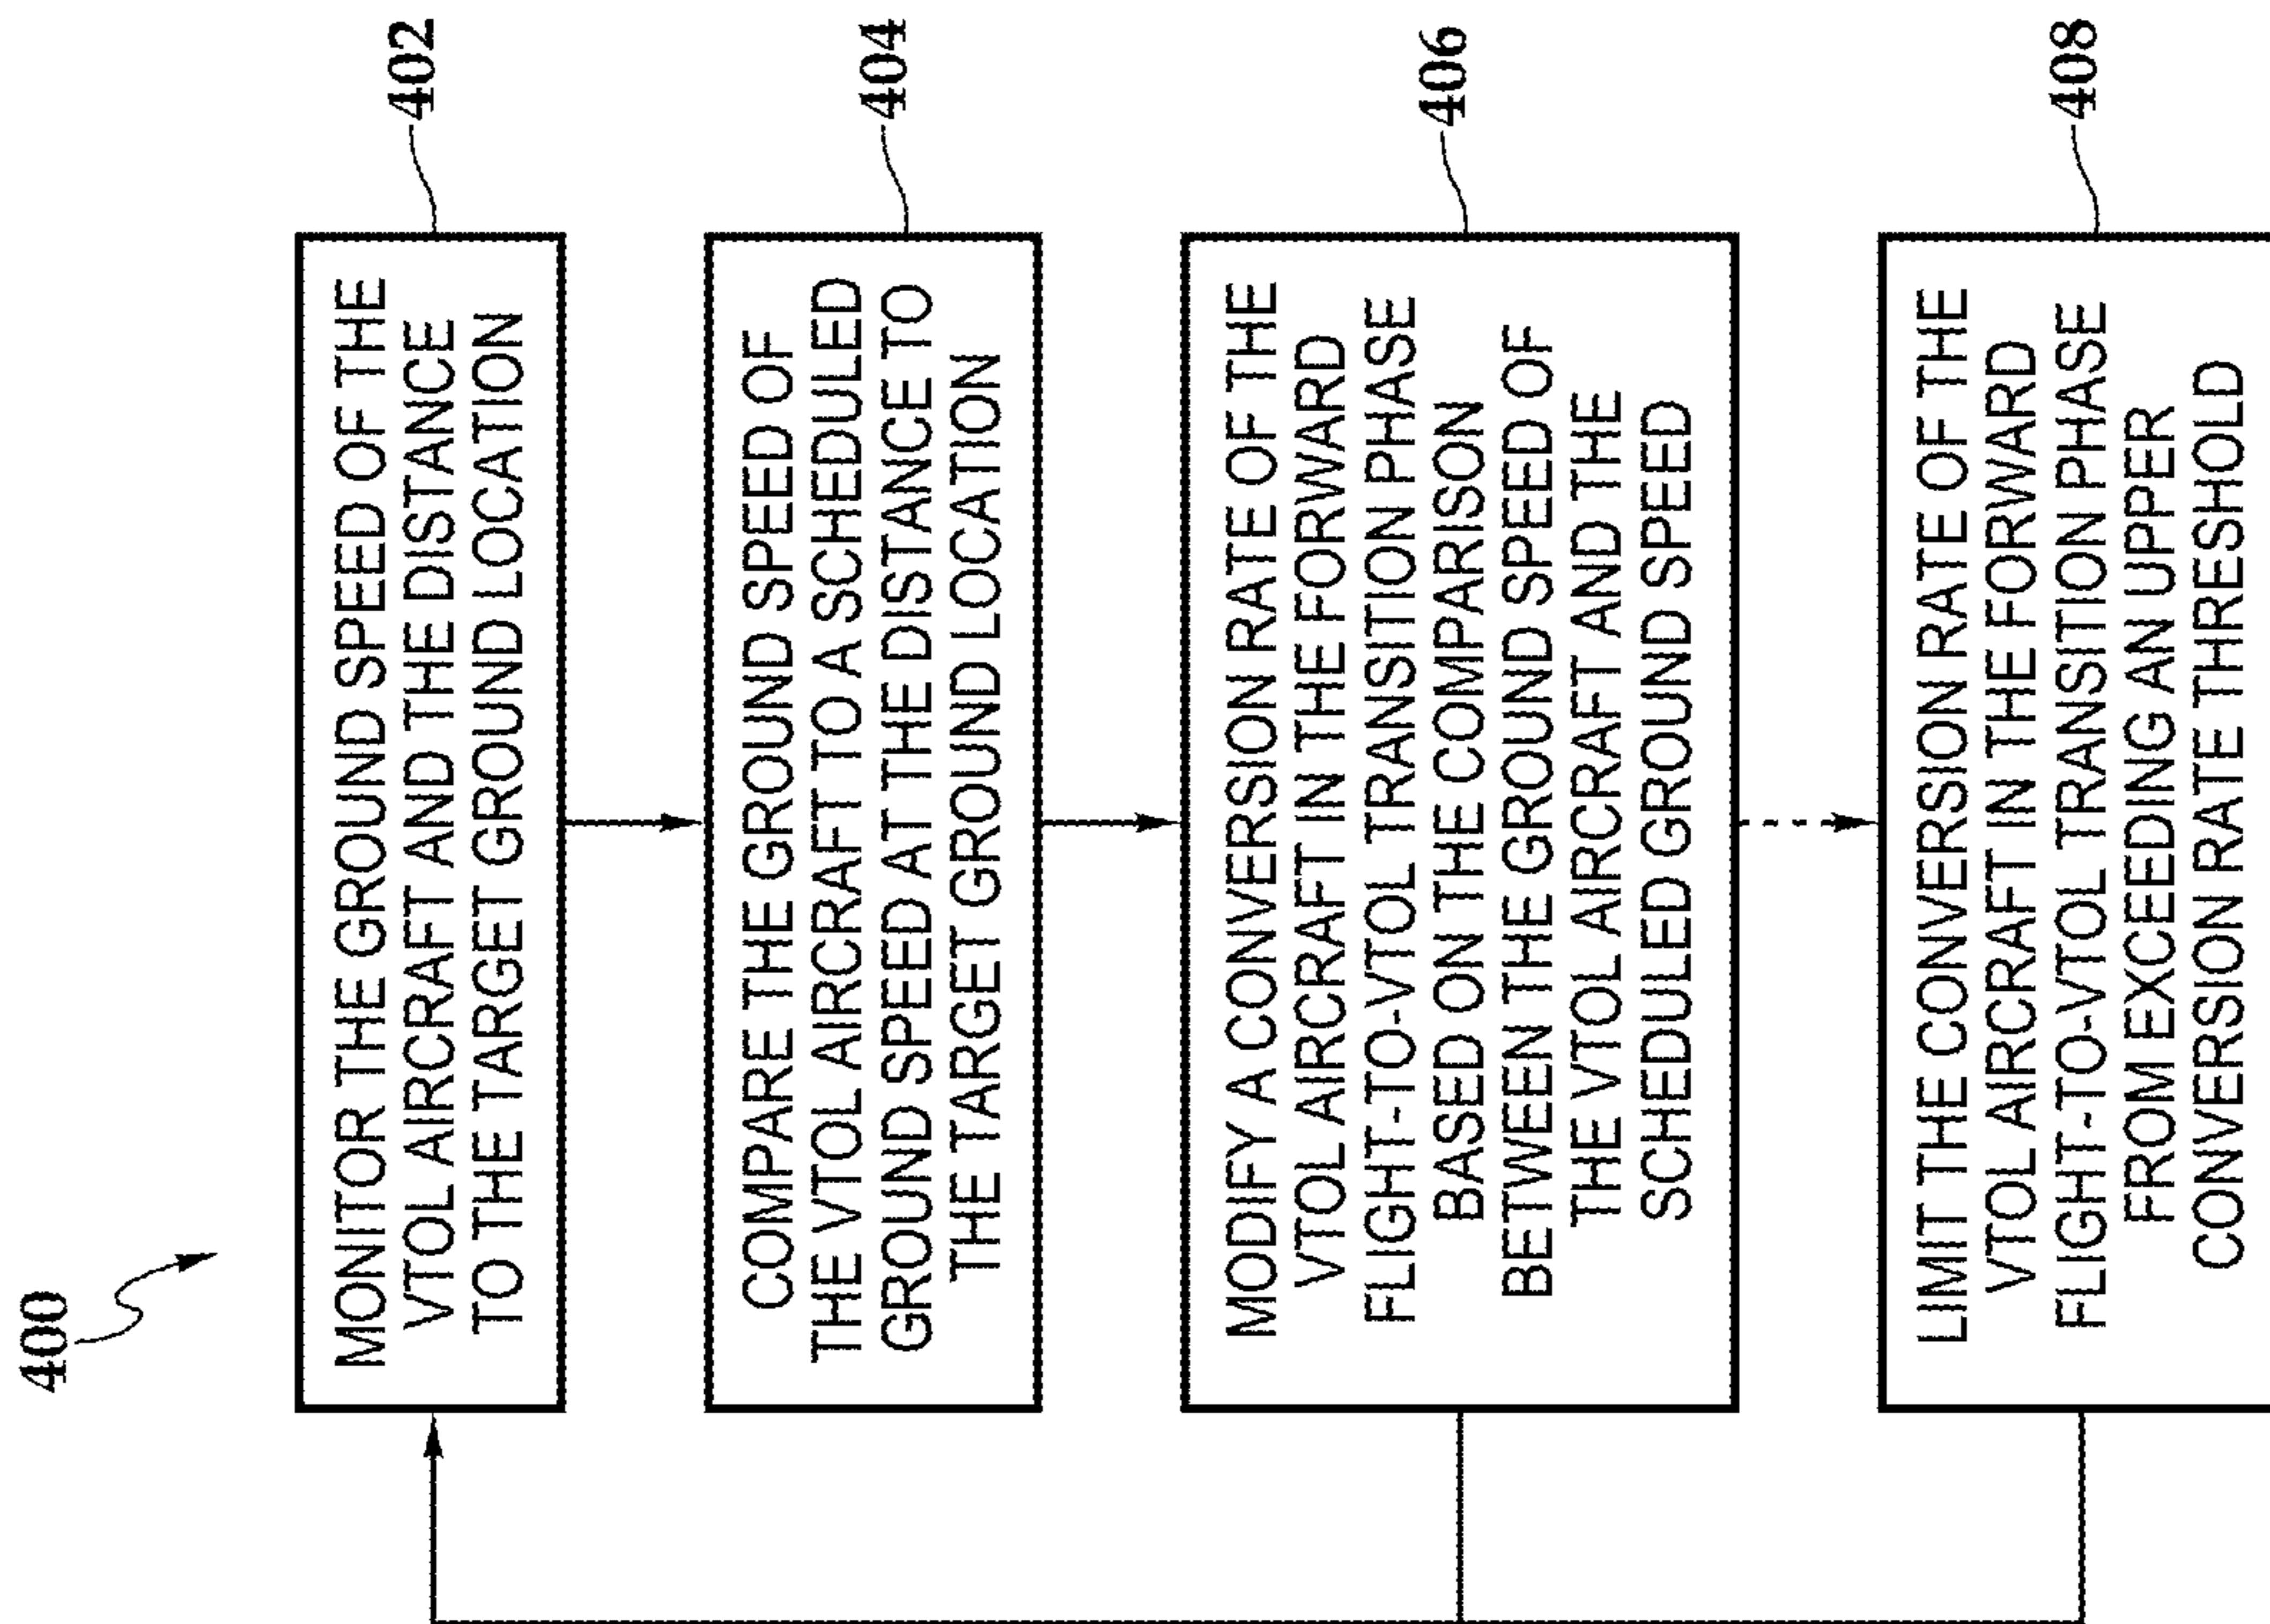 400
MONITOR THE GROUND SPEED OF THE
VTOL AIRCRAFT AND THE DISTANCE
TO THE TARGET GROUND LOCATION
402
COMPARE THE GROUND SPEED OF
THE VTOL AIRCRAFT TO A SCHEDULED
GROUND SPEED AT THE DISTANCE TO
THE TARGET GROUND LOCATION
404
MODIFY A CONVERSION RATE OF THE
VTOL AIRCRAFT IN THE FORWARD
FLIGHT-TO-VTOL TRANSITION PHASE
BASED ON THE COMPARISON
BETWEEN THE GROUND SPEED OF
THE VTOL AIRCRAFT AND THE
SCHEDULED GROUND SPEED
406
LIMIT THE CONVERSION RATE OF THE
VTOL AIRCRAFT IN THE FORWARD
FLIGHT-TO-VTOL TRANSITION PHASE
FROM EXCEEDING AN UPPER
CONVERSION RATE THRESHOLD
408